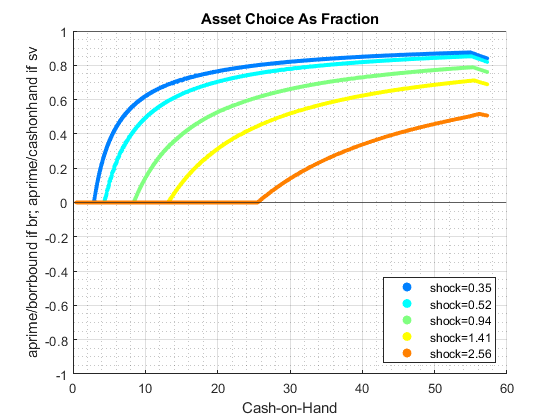 Asset Choice As Fraction
aprime/borrbound if br; aprime/cashonhand if sv
1
0.8
0.6
0.4
0.2
0
-0.2
-0.4
-0.6
-0.8
-1
shock=0.35
shock=0.52
shock=0.94
shock=1.41
shock=2.56
0
10
20
30
40
50
60
Cash-on-Hand